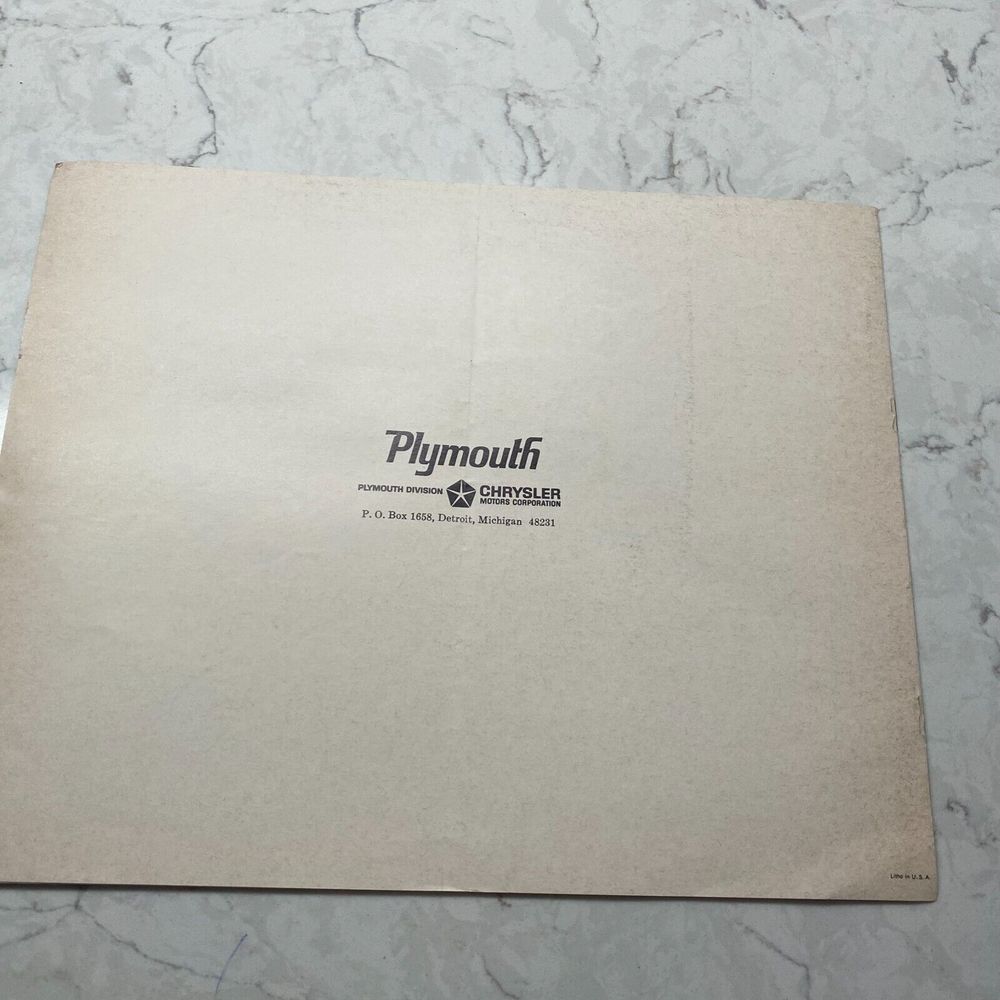 Plymouth
PLYMOUTH DIVISION CHRYSLER
MOTORS CORPORATION
P. O. Box 1658, Detroit, Michigan 48231
Litho in U. S. A.